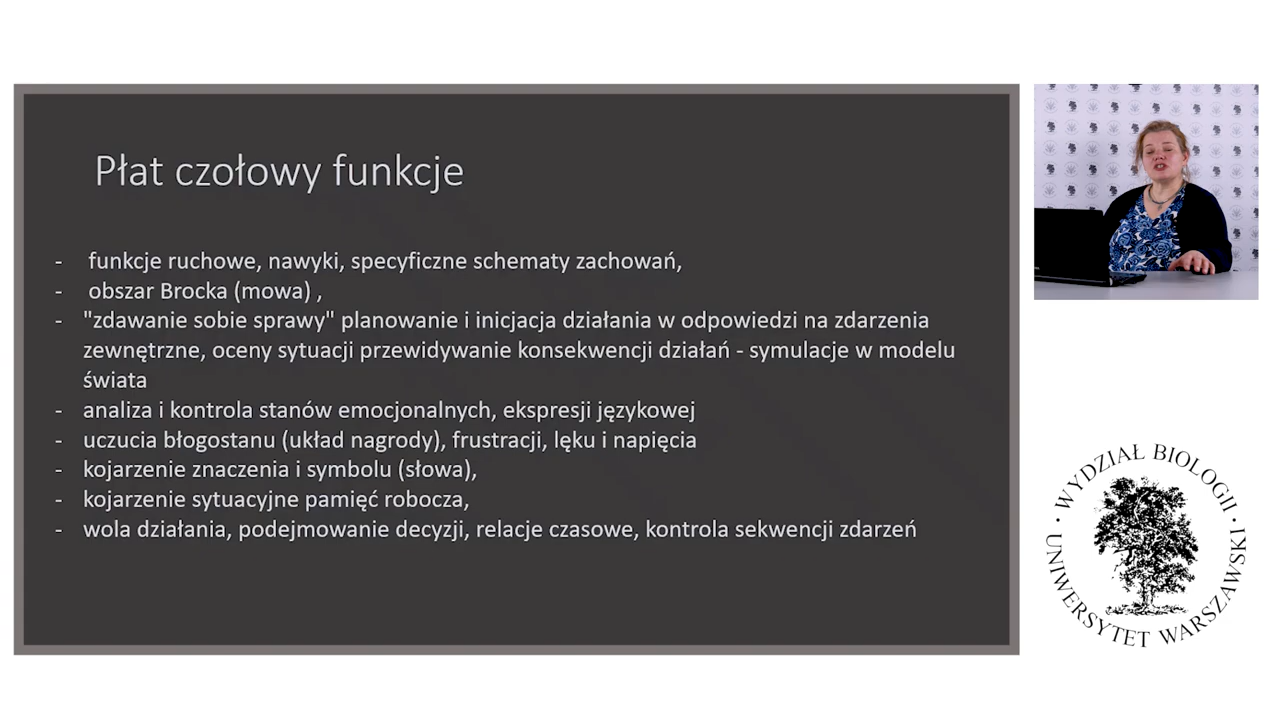 Płat czołowy funkcje
- funkcje ruchowe, nawyki, specyficzne schematy zachowań,
- obszar Brocka (mowa) ,
- "zdawanie sobie sprawy" planowanie i inicjacja działania w odpowiedzi na zdarzenia
zewnętrzne, oceny sytuacji przewidywanie konsekwencji działań - symulacje w modelu
świata
- analiza i kontrola stanów emocjonalnych, ekspresji językowej
- uczucia błogostanu (układ nagrody), frustracji, lęku i napięcia
- kojarzenie znaczenia i symbolu (słowa),
- kojarzenie sytuacyjne pamięć robocza,
- wola działania, podejmowanie decyzji, relacje czasowe, kontrola sekwencji zdarzeń
· WYDZIAŁ BIOLOGII ·
UNIWERSYTET WARSZAWSKI